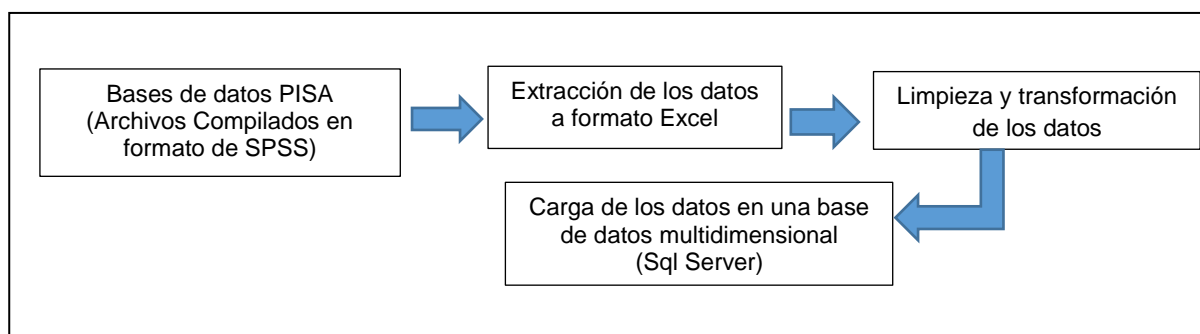 Bases de datos PISA
(Archivos Compilados en
formato de SPSS)
Extracción de los datos
a formato Excel
Limpieza y transformación
de los datos
Carga de los datos en una base
de datos multidimensional
(Sql Server)